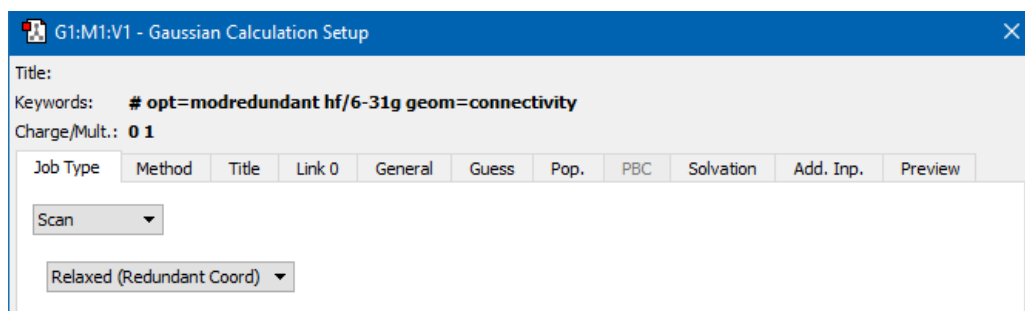 G1:M1:V1 - Gaussian Calculation Setup
Title:
Keywords: # opt=modredundant hf/6-31g geom=connectivity
Charge/Mult.: 0 1
Job Type Method Title Link 0 General Guess Pop. PBC Solvation Add. Inp. Preview
Scan
Relaxed (Redundant Coord)